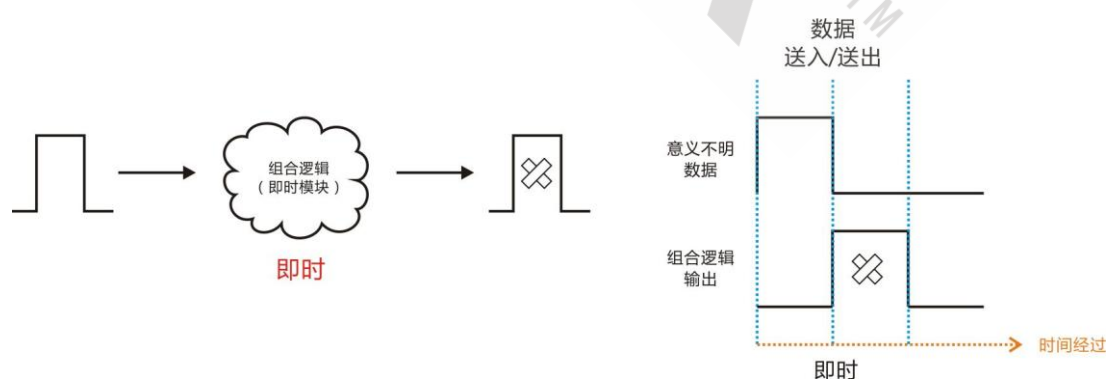 组合逻辑
（即时模块）
即时
数据
送入/送出
意义不明
数据
组合逻辑
输出
时间经过
即时